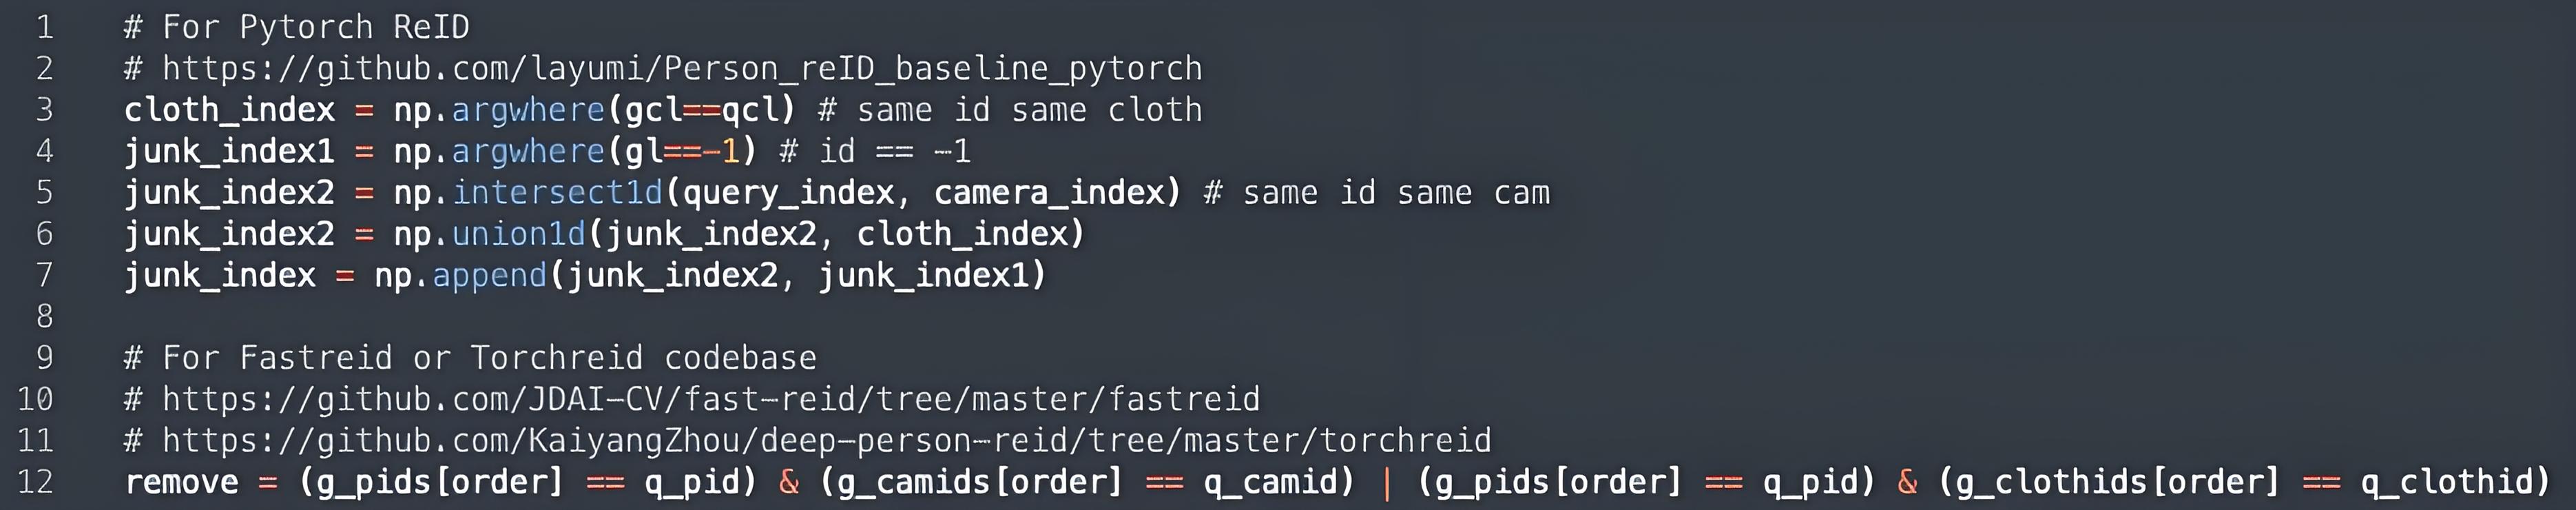 1 # For Pytorch ReID
2 # https://github.com/layumi/Person_reID_baseline_pytorch
3 cloth_index = np.argwhere(gcl==qcl) # same id same cloth
4 junk_index1 = np.argwhere(gl==-1) # id == -1
5 junk_index2 = np.intersect1d(query_index, camera_index) # same id same cam
6 junk_index2 = np.union1d(junk_index2, cloth_index)
7 junk_index = np.append(junk_index2, junk_index1)
8
9 # For Fastreid or Torchreid codebase
10 # https://github.com/JDAI-CV/fast-reid/tree/master/fastreid
11 # https://github.com/KaiyangZhou/deep-person-reid/tree/master/torchreid
12 remove = (g_pids[order] == q_pid) & (g_camids[order] == q_camid) | (g_pids[order] == q_pid) & (g_clothids[order] == q_clothid)